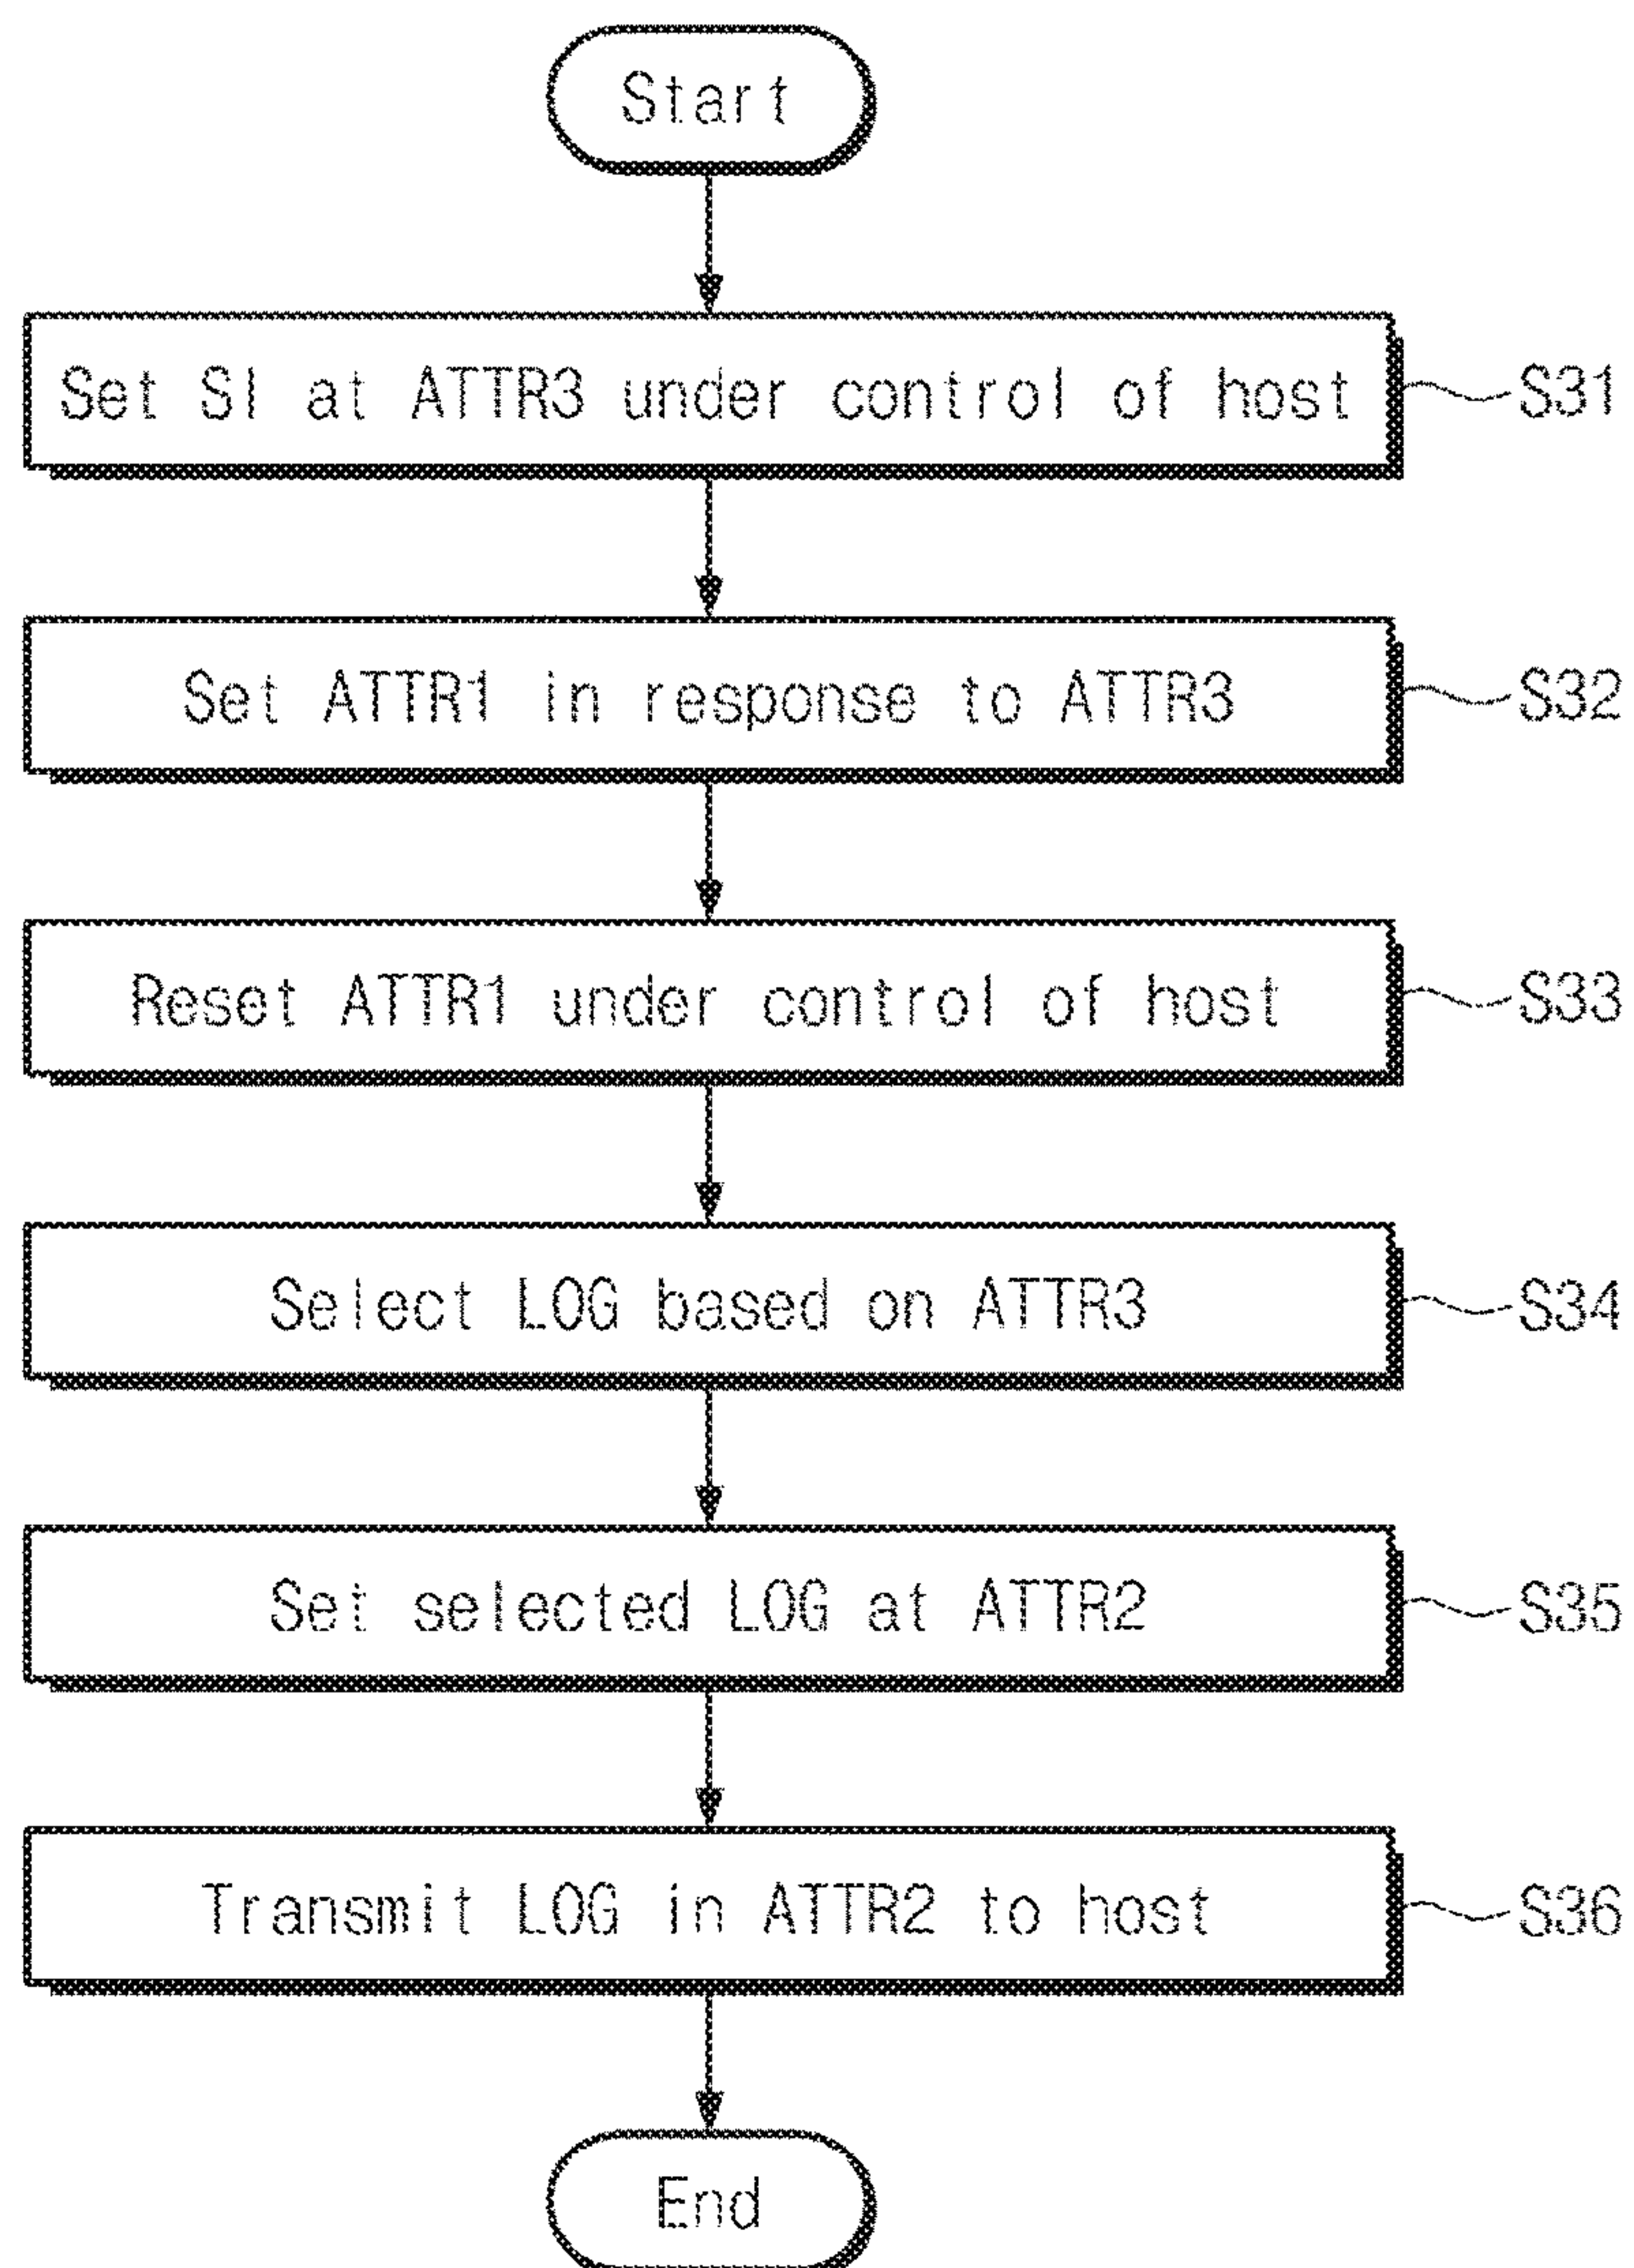 Start
Set SI at ATTR3 under control of host
S31
Set ATTR1 in response to ATTR3
S32
Reset ATTR1 under control of host
S33
Select LOG based on ATTR3
S34
Set selected LOG at ATTR2
S35
Transmit LOG in ATTR2 to host
S36
End